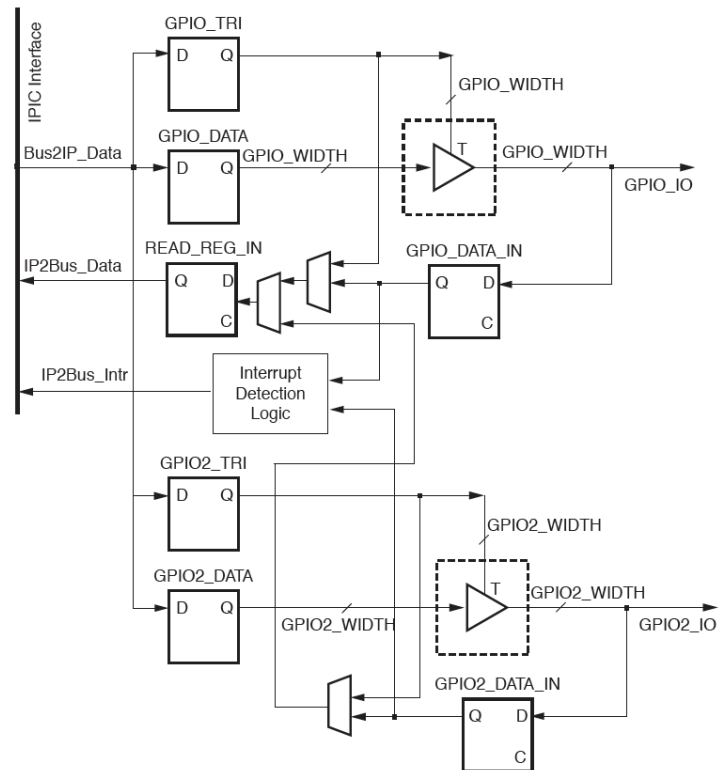 GPIO_TRI
IPIC Interface
D Q
GPIO_WIDTH
GPIO_DATA
Bus2IP_Data
GPIO_WIDTH
T
GPIO_WIDTH
D Q
GPIO_IO
READ_REG_IN
GPIO_DATA_IN
IP2Bus_Data
Q D
C
Q D
C
IP2Bus_Intr
Interrupt
Detection
Logic
GPIO2_TRI
D Q
GPIO2_WIDTH
GPIO2_DATA
T
GPIO2_WIDTH
D Q
GPIO2_WIDTH
GPIO2_IO
GPIO2_DATA_IN
Q D
C